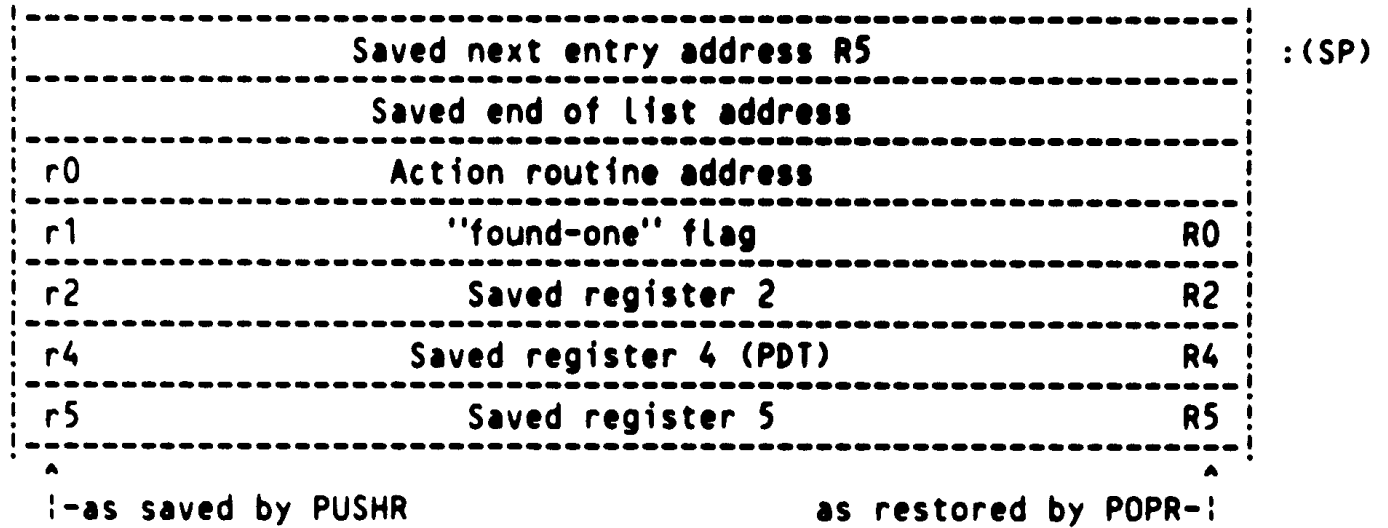 Saved next entry address R5 :(SP)
Saved end of list address
r0 Action routine address
r1 ''found-one'' flag R0
r2 Saved register 2 R2
r4 Saved register 4 (PDT) R4
r5 Saved register 5 R5
^ ^
!-as saved by PUSHR as restored by POPR-!